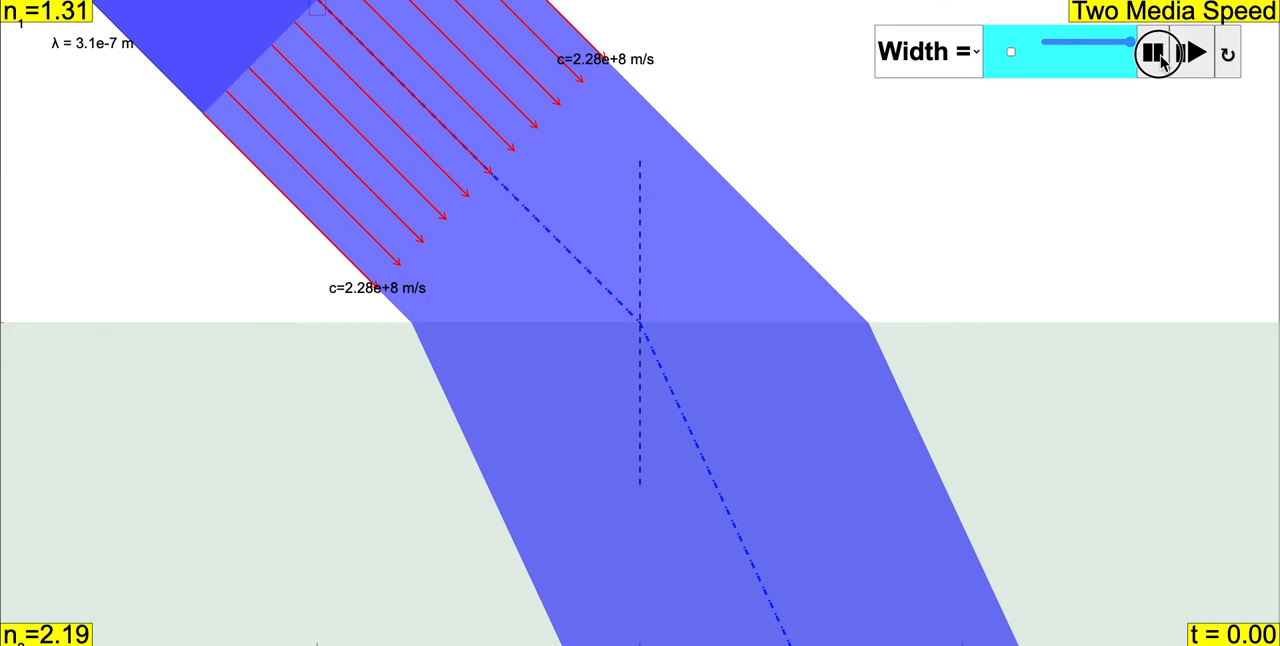 n₁=1.31
Two Media Speed
λ = 3.1e-7 m
Width =
c=2.28e+8 m/s
c=2.28e+8 m/s
n₂=2.19
t = 0.00